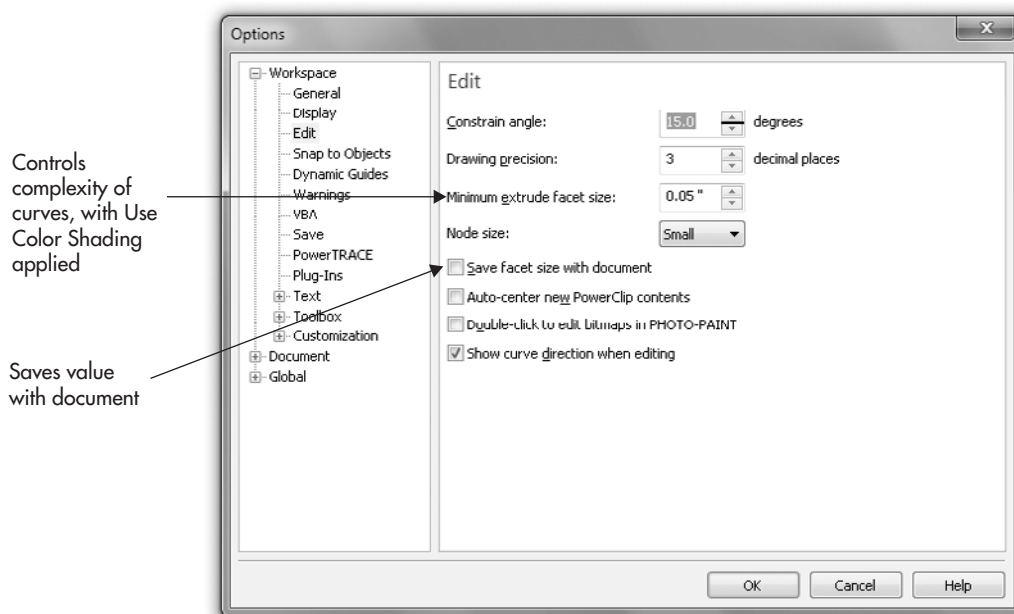 Options
x
Workspace
General
Display
Edit
Snap to Objects
Dynamic Guides
Warnings
VBA
Save
PowerTRACE
Plug-Ins
Text
Toolbox
Customization
Document
Global
Edit
Constrain angle: 15.0 degrees
Drawing precision: 3 decimal places
Minimum extrude facet size: 0.05 "
Node size: Small
Save facet size with document
Auto-center new PowerClip contents
Double-click to edit bitmaps in PHOTO-PAINT
Show curve direction when editing
OK Cancel Help
Controls
complexity of
curves, with Use
Color Shading
applied
Saves value
with document